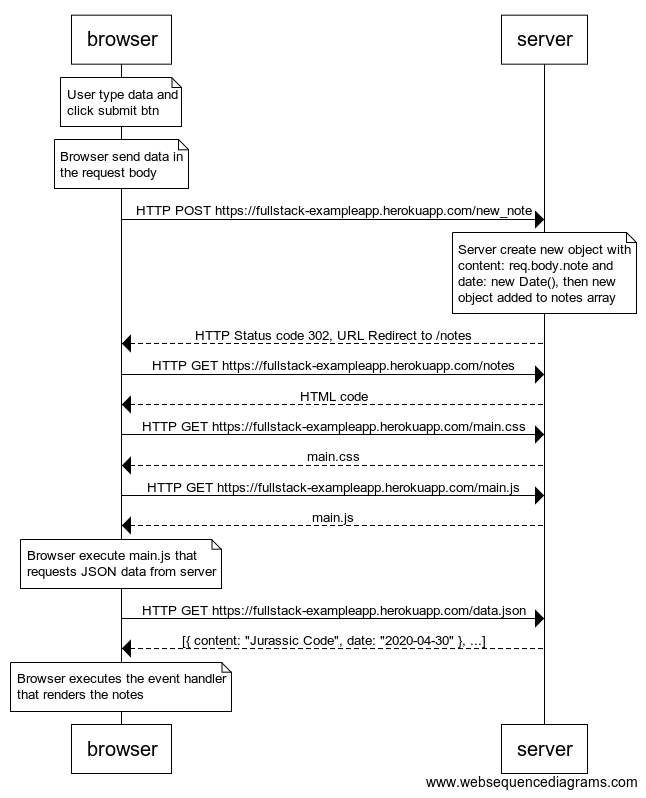 browser
server
User type data and
click submit btn
Browser send data in
the request body
HTTP POST https://fullstack-exampleapp.herokuapp.com/new_note
Server create new object with
content: req.body.note and
date: new Date(), then new
object added to notes array
HTTP Status code 302, URL Redirect to /notes
HTTP GET https://fullstack-exampleapp.herokuapp.com/notes
HTML code
HTTP GET https://fullstack-exampleapp.herokuapp.com/main.css
main.css
HTTP GET https://fullstack-exampleapp.herokuapp.com/main.js
main.js
Browser execute main.js that
requests JSON data from server
HTTP GET https://fullstack-exampleapp.herokuapp.com/data.json
[{ content: "Jurassic Code", date: "2020-04-30" }, ...]
Browser executes the event handler
that renders the notes
browser
server
www.websequencediagrams.com